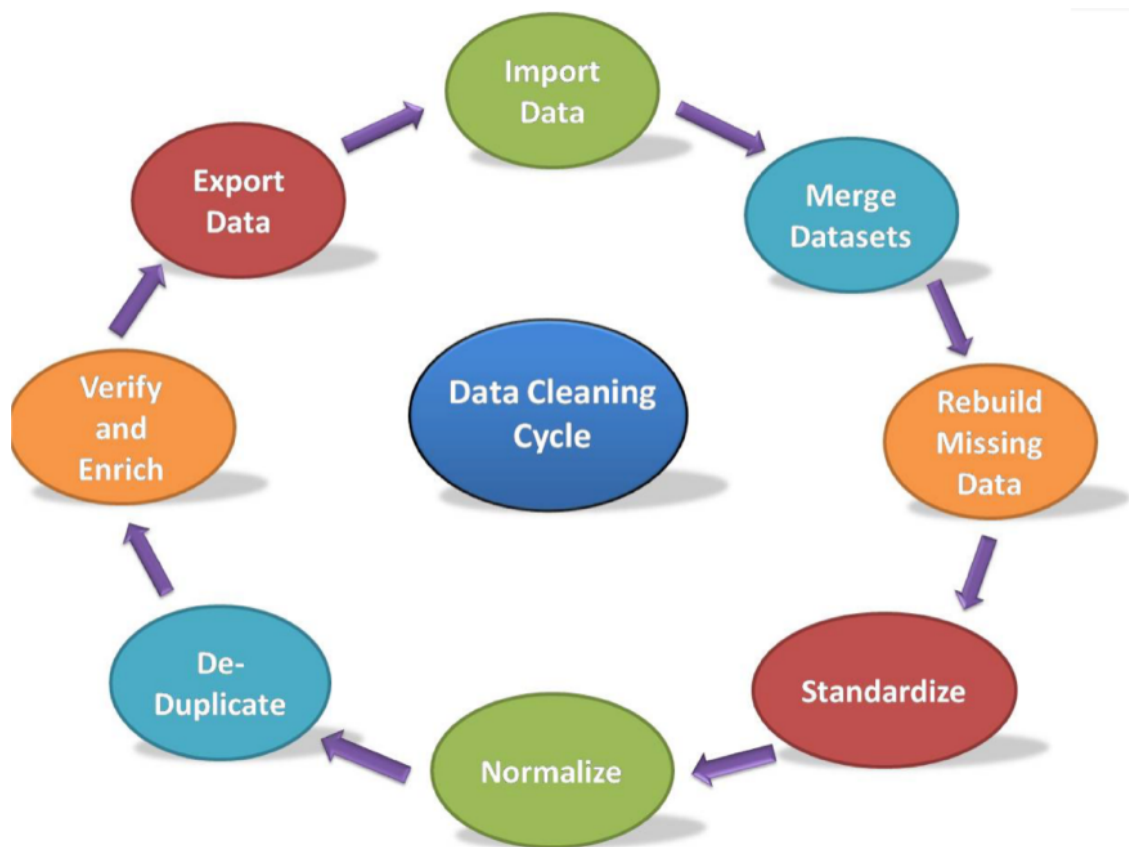 Import
Data
Merge
Datasets
Rebuild
Missing
Data
Standardize
Normalize
De-
Duplicate
Verify
and
Enrich
Export
Data
Data Cleaning
Cycle